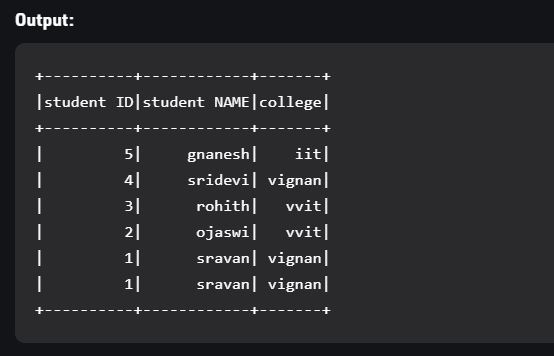 Output:
+----------+------------+-------+
|student ID|student NAME|college|
+----------+------------+-------+
|         5|     gnanesh|    iit|
|         4|     sridevi| vignan|
|         3|      rohith|   vvit|
|         2|      ojaswi|   vvit|
|         1|      sravan| vignan|
|         1|      sravan| vignan|
+----------+------------+-------+